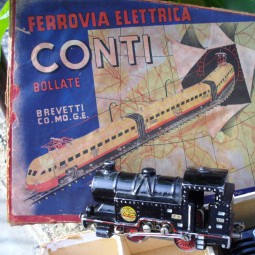 FERROVIA ELETTRICA
CONTI
BOLLATE
BREVETTI
CO.MO.G.E.